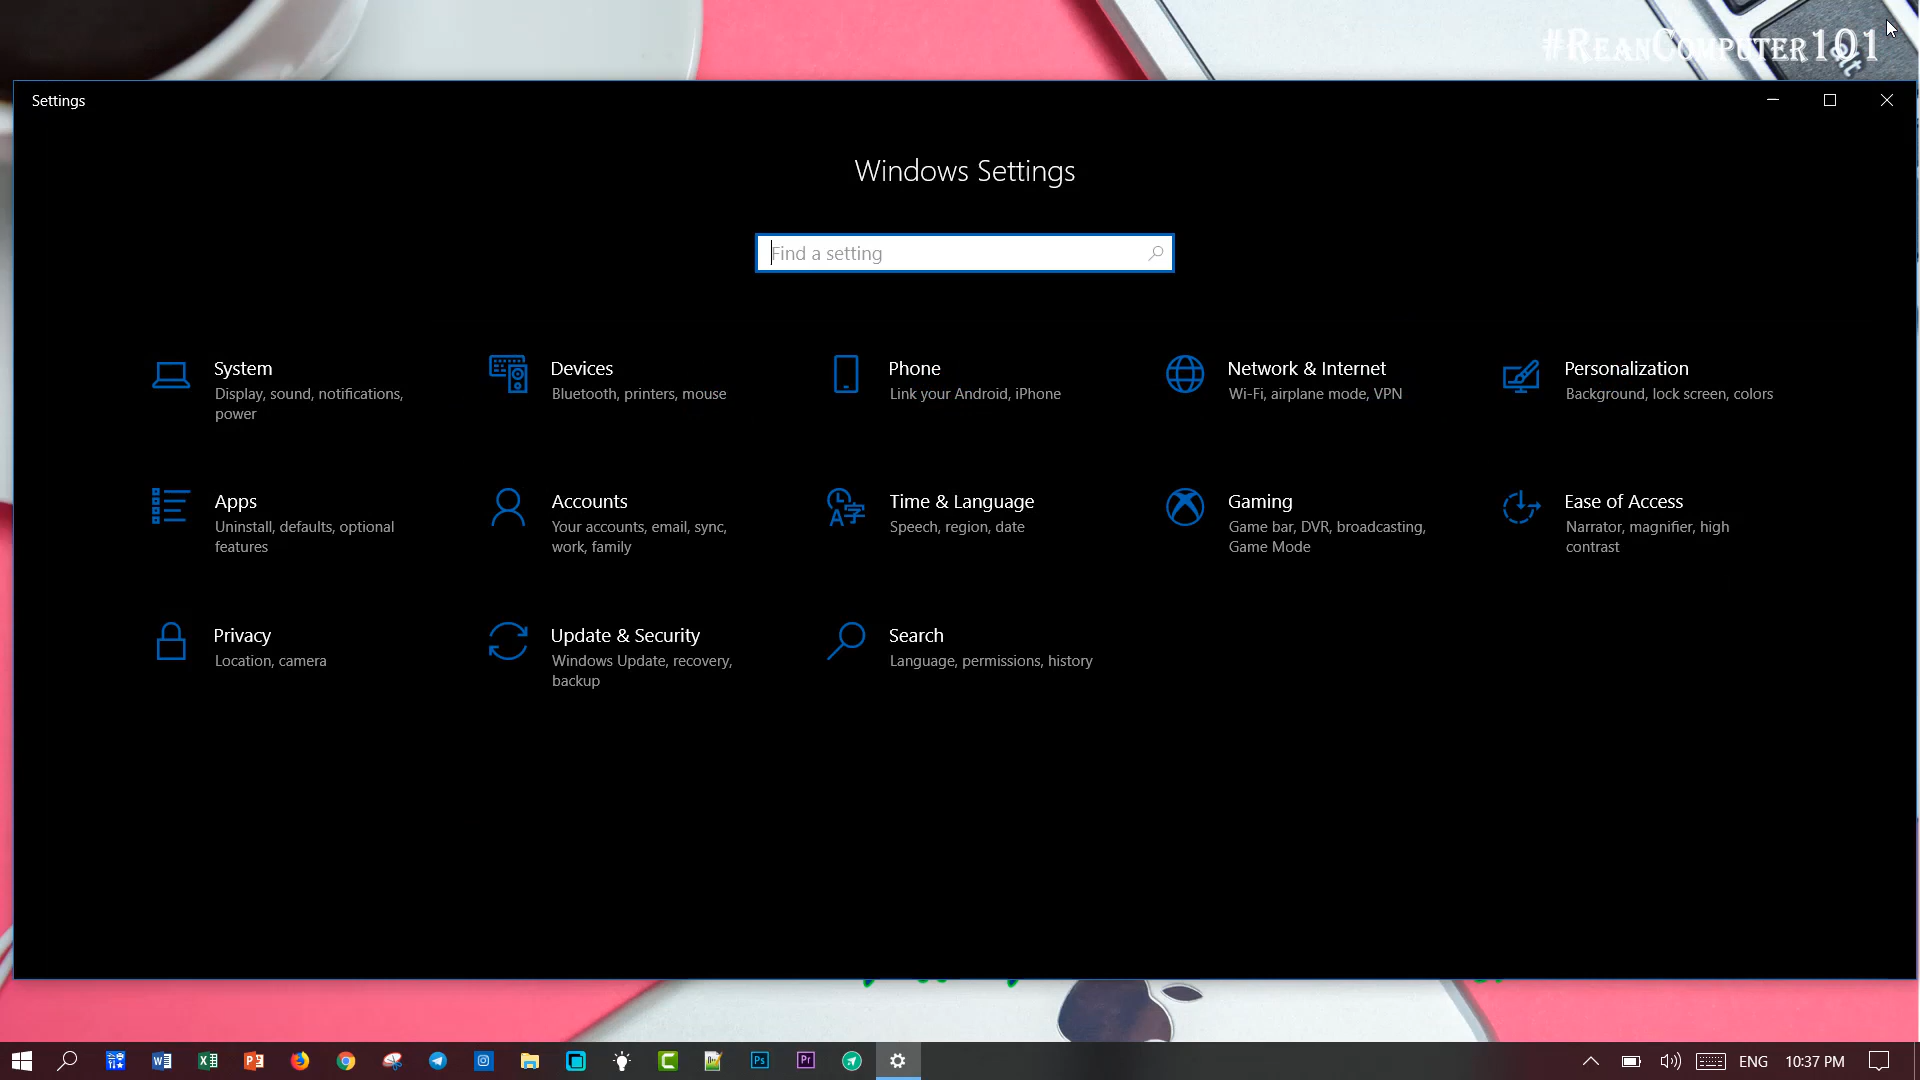 #ReanComputer101
Settings
Windows Settings
Find a setting
System
Display, sound, notifications,
power
Devices
Bluetooth, printers, mouse
Phone
Link your Android, iPhone
Network & Internet
Wi-Fi, airplane mode, VPN
Personalization
Background, lock screen, colors
Apps
Uninstall, defaults, optional
features
Accounts
Your accounts, email, sync,
work, family
Time & Language
Speech, region, date
Gaming
Game bar, DVR, broadcasting,
Game Mode
Ease of Access
Narrator, magnifier, high
contrast
Privacy
Location, camera
Update & Security
Windows Update, recovery,
backup
Search
Language, permissions, history
Ps
Pr
ENG
10:37 PM